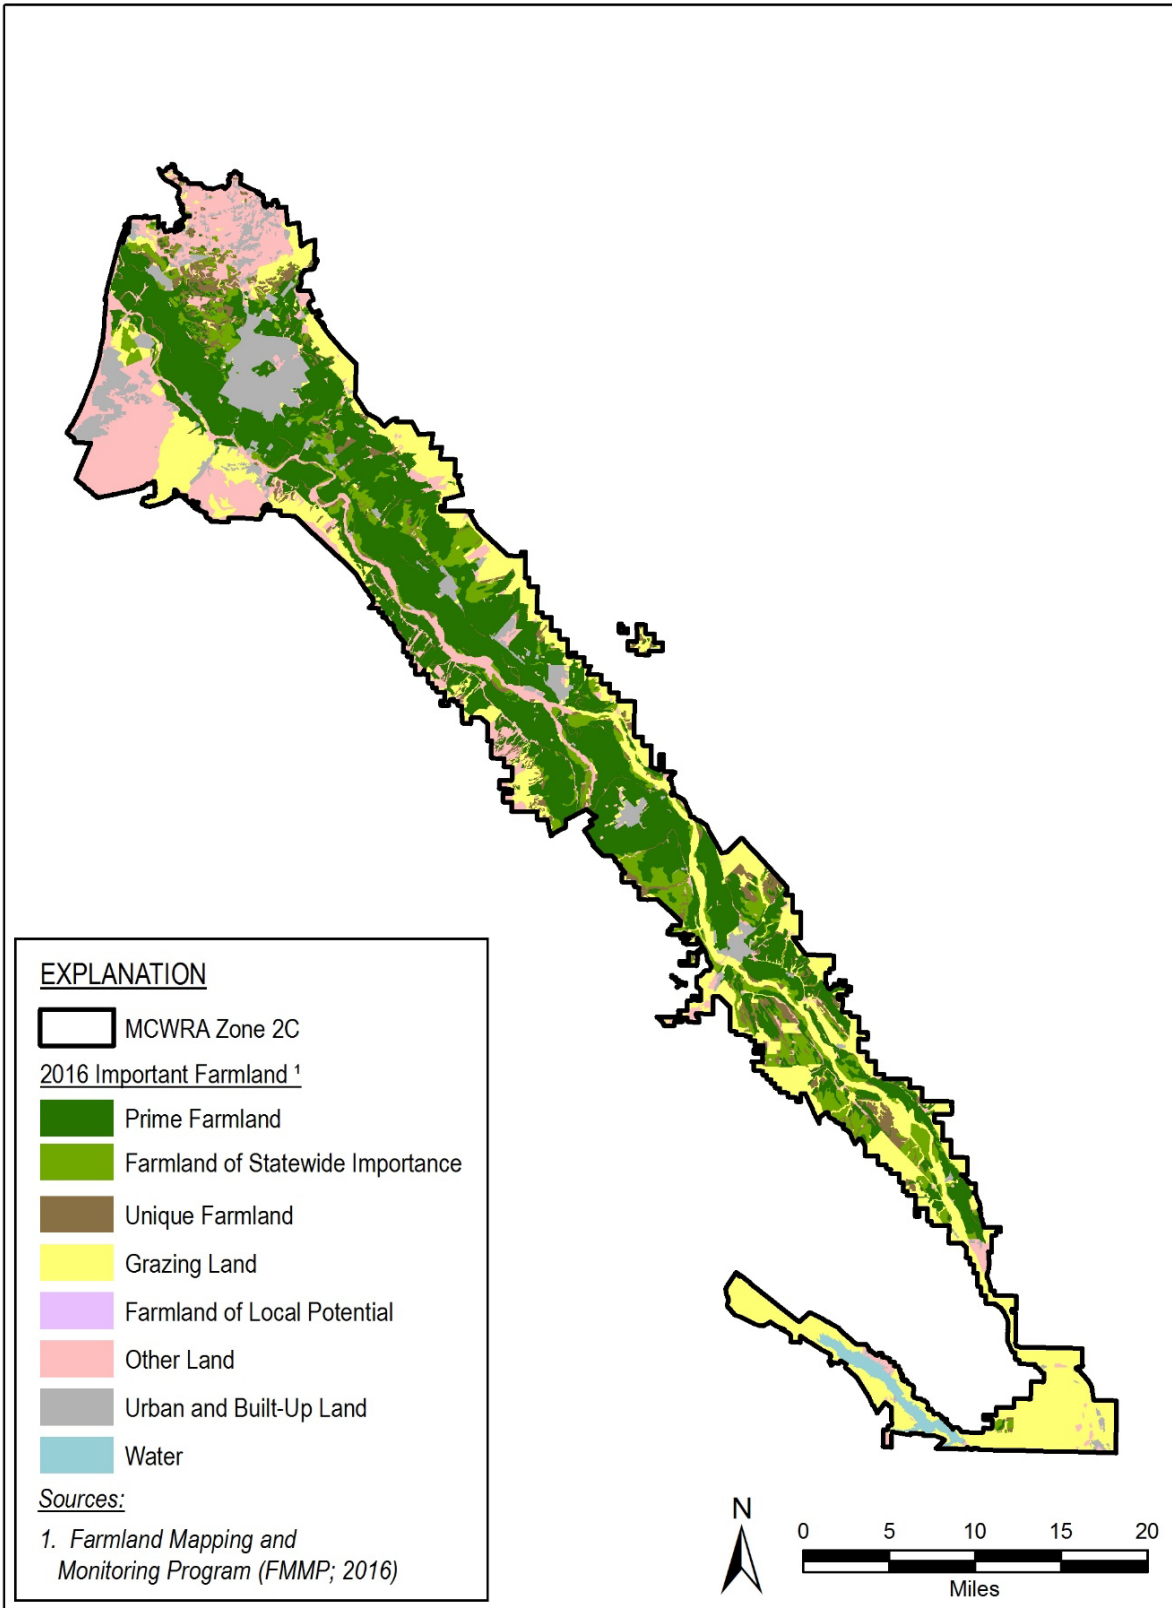 EXPLANATION
MCWRA Zone 2C
2016 Important Farmland ¹
Prime Farmland
Farmland of Statewide Importance
Unique Farmland
Grazing Land
Farmland of Local Potential
Other Land
Urban and Built-Up Land
Water
Sources:
1. Farmland Mapping and
Monitoring Program (FMMP; 2016)
N
0 5 10 15 20
Miles